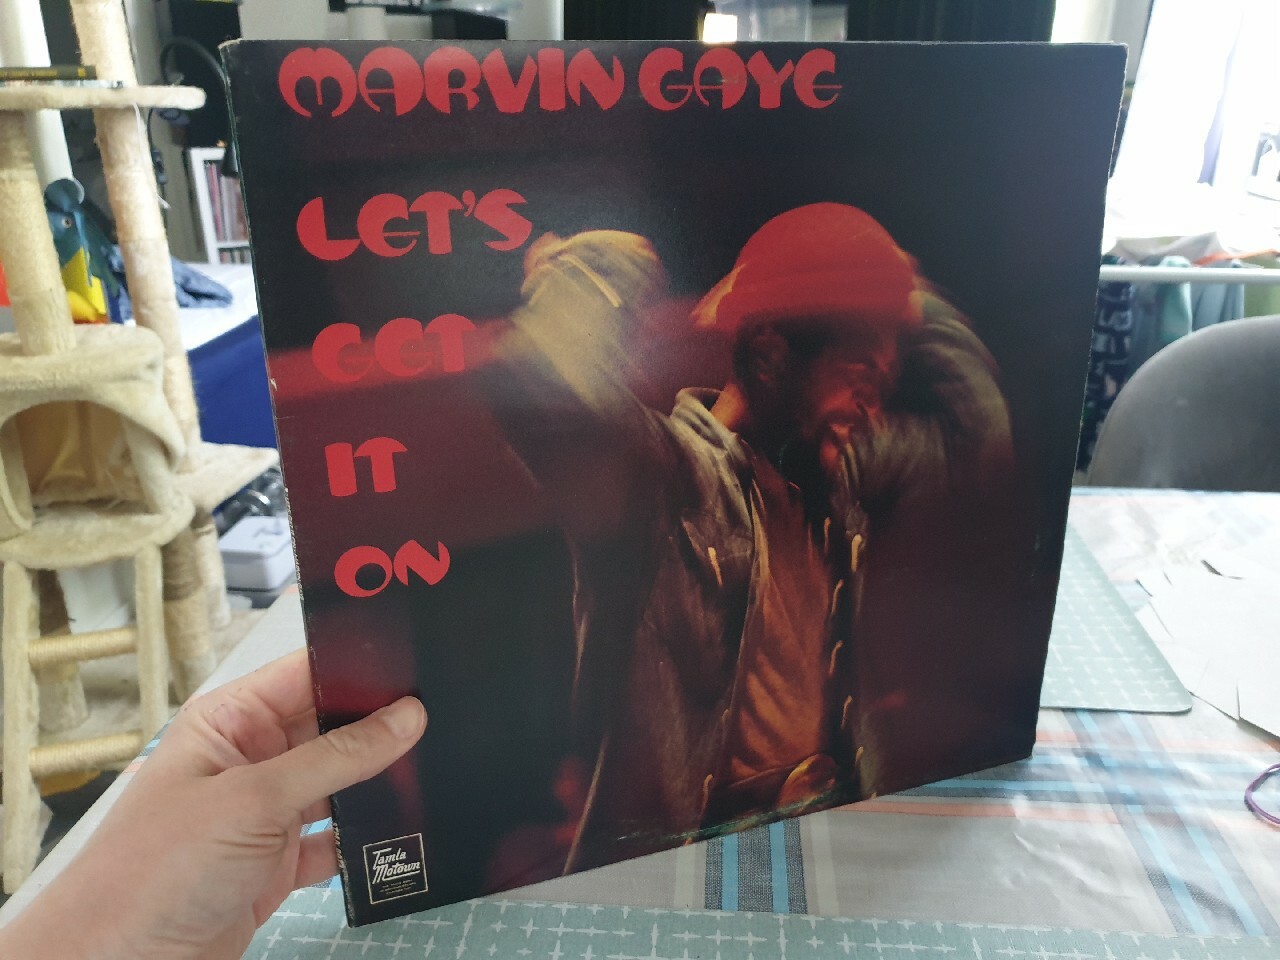 MARVIN GAYE
LET'S
GET
IT
ON
Tamla
Motown